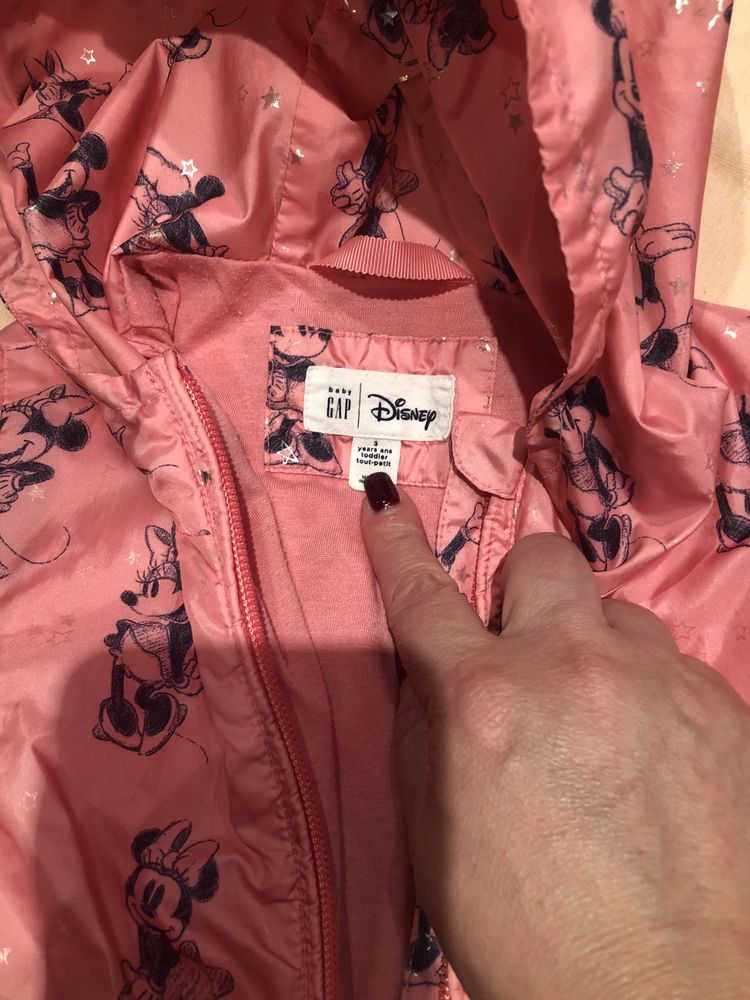 baby
GAP
Disney
3
years ans
toddler
tout-petit